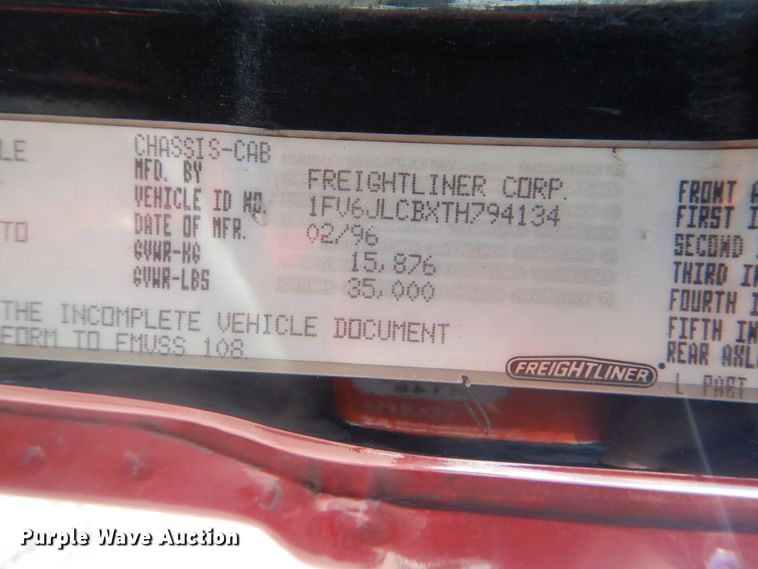 LE
CHASSIS-CAB
MFD. BY FREIGHTLINER CORP.
VEHICLE ID NO. 1FV6JLCBXTH794134
TO
DATE OF MFR. 02/96
GVWR-KG 15,876
GVWR-LBS 35,000
THE INCOMPLETE VEHICLE DOCUMENT
FORM TO FMVSS 108
FREIGHTLINER
FRONT A
FIRST I
SECOND
THIRD IN
FOURTH I
FIFTH IN
REAR AXL
L PART
Purple Wave Auction